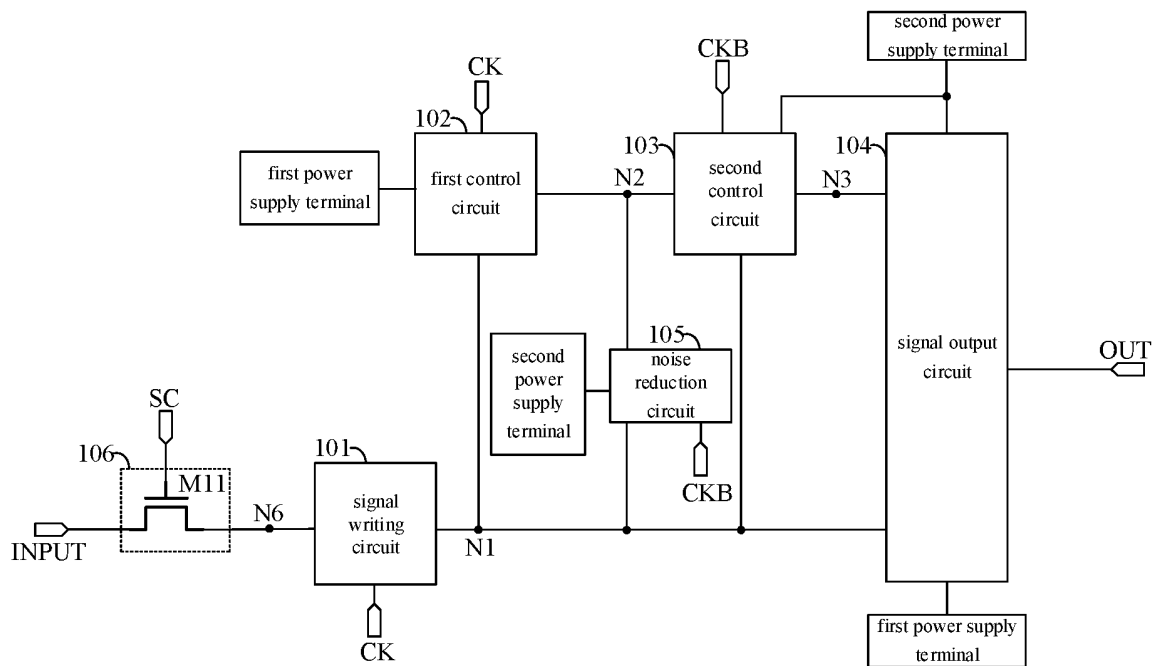 second power
supply terminal
CK
CKB
102
103
104
first power
supply terminal
first control
circuit
N2
second
control
circuit
N3
105
second
power
supply
terminal
noise
reduction
circuit
signal output
circuit
OUT
SC
106
M11
101
CKB
INPUT
N6
signal
writing
circuit
N1
CK
first power supply
terminal